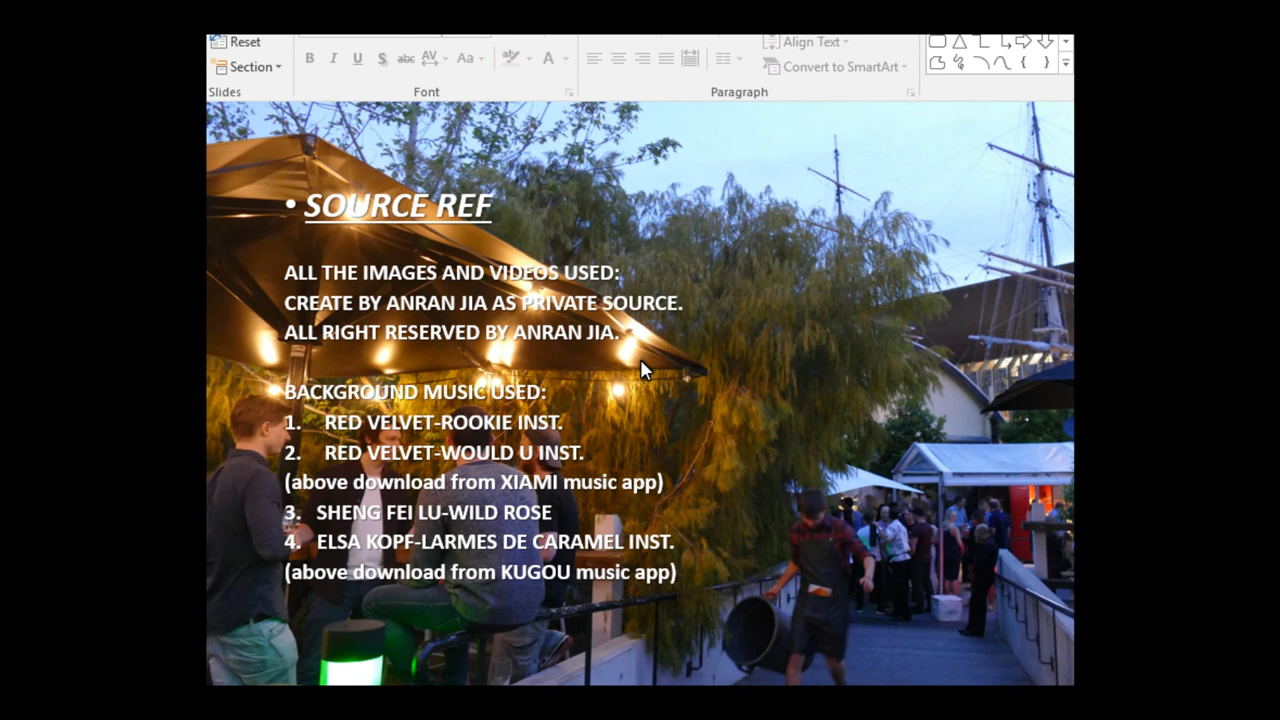 Reset
Section
Slides
B I U S abc AV Aa A
Font
Align Text
Convert to SmartArt
Paragraph
• SOURCE REF
ALL THE IMAGES AND VIDEOS USED:
CREATE BY ANRAN JIA AS PRIVATE SOURCE.
ALL RIGHT RESERVED BY ANRAN JIA.
BACKGROUND MUSIC USED:
1. RED VELVET-ROOKIE INST.
2. RED VELVET-WOULD U INST.
(above download from XIAMI music app)
3. SHENG FEI LU-WILD ROSE
4. ELSA KOPF-LARMES DE CARAMEL INST.
(above download from KUGOU music app)